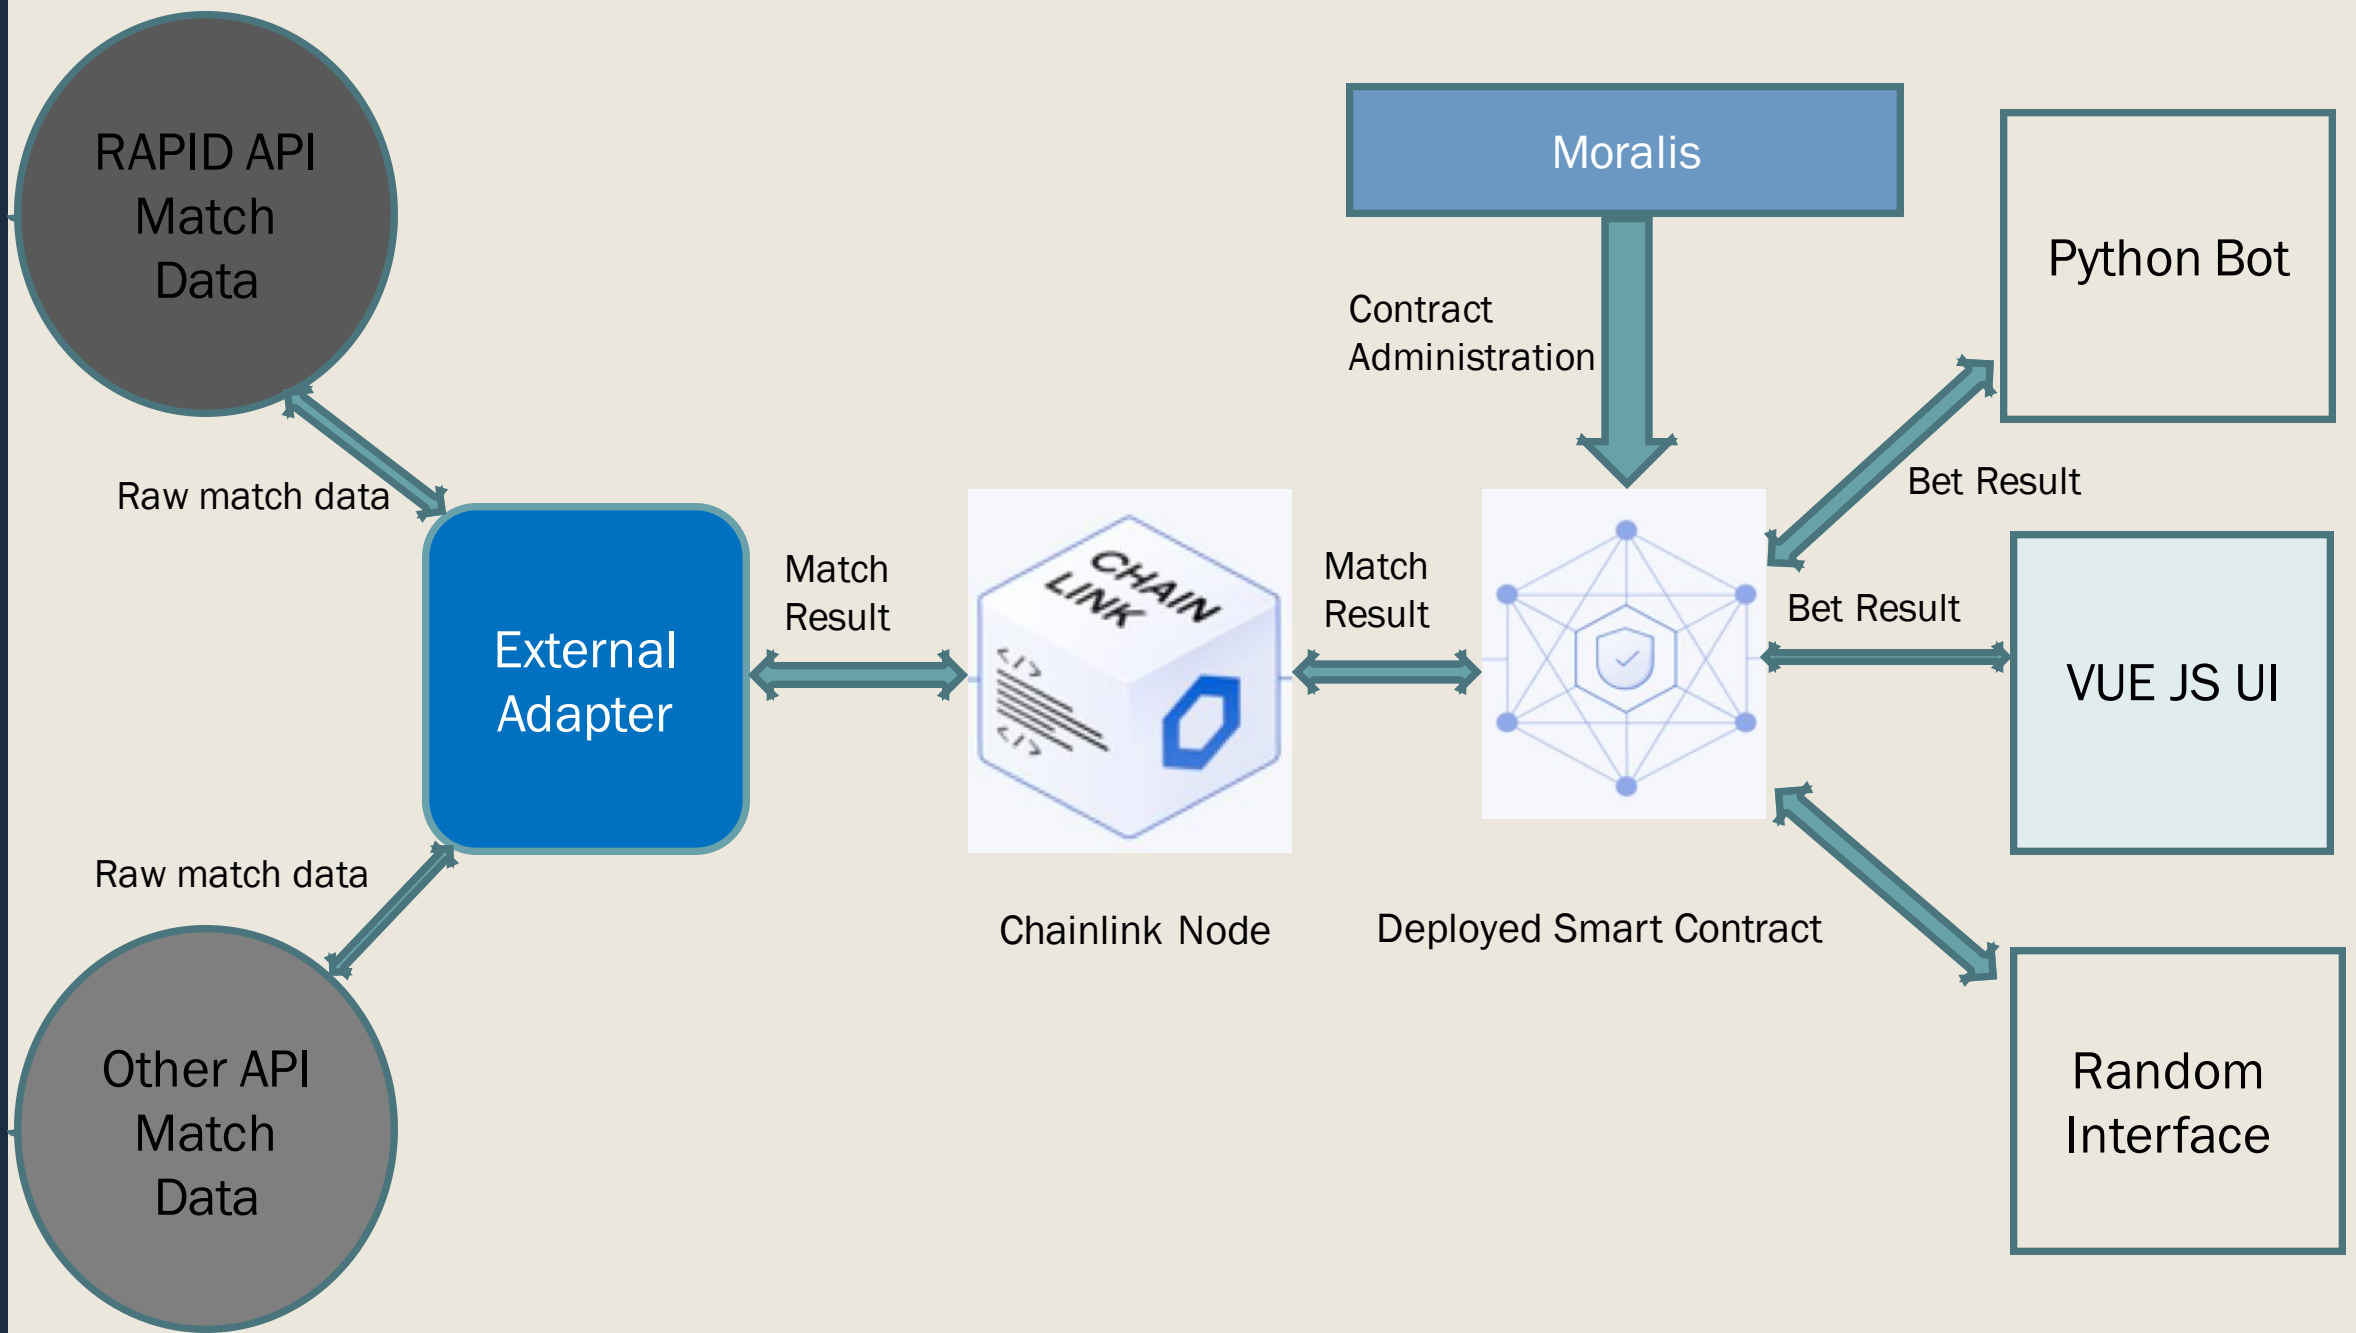 RAPID API
Match
Data
Moralis
Python Bot
Contract
Administration
Raw match data
Bet Result
External
Adapter
Match
Result
CHAIN
LINK
</>
</>
Match
Result
Bet Result
VUE JS UI
Raw match data
Chainlink Node
Deployed Smart Contract
Other API
Match
Data
Random
Interface